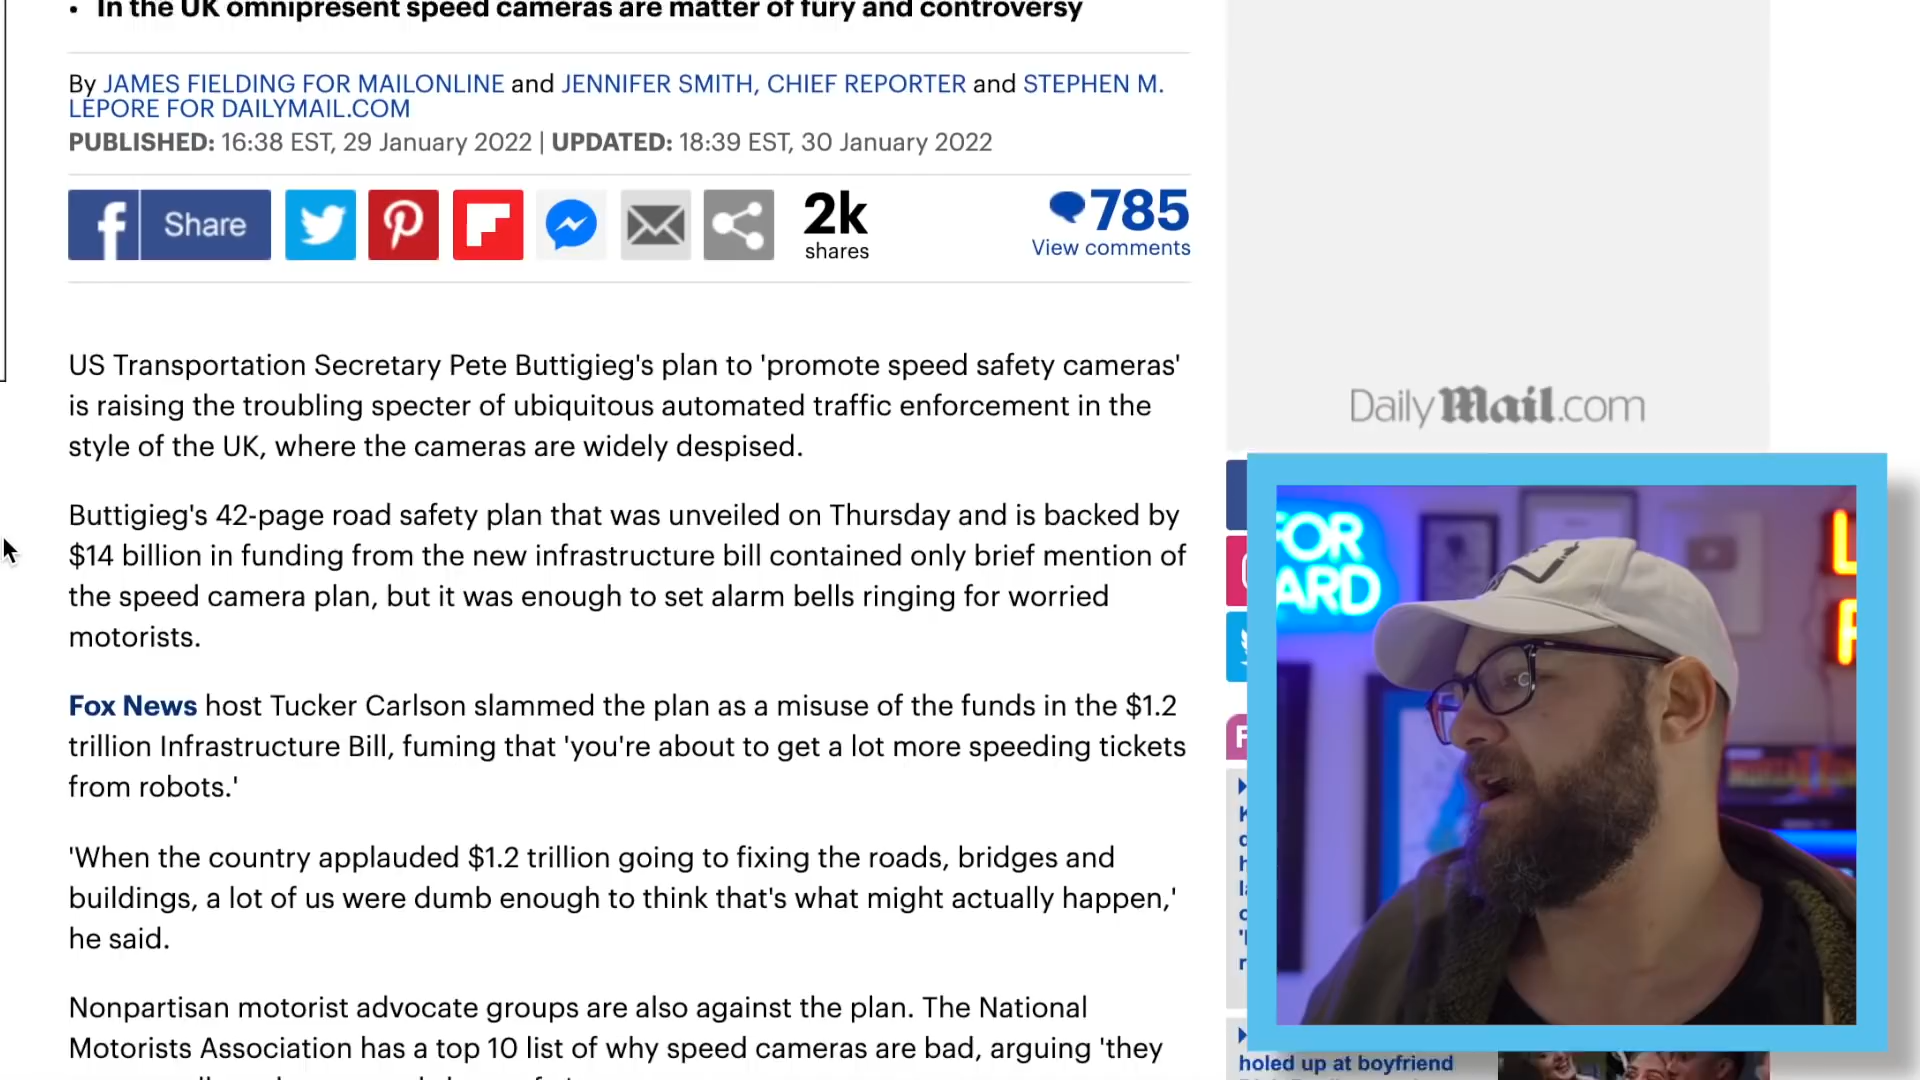 • In the UK omnipresent speed cameras are matter of fury and controversy
By JAMES FIELDING FOR MAILONLINE and JENNIFER SMITH, CHIEF REPORTER and STEPHEN M.
LEPORE FOR DAILYMAIL.COM
PUBLISHED: 16:38 EST, 29 January 2022 | UPDATED: 18:39 EST, 30 January 2022
Share
2k
shares
785
View comments
US Transportation Secretary Pete Buttigieg's plan to 'promote speed safety cameras'
is raising the troubling specter of ubiquitous automated traffic enforcement in the
style of the UK, where the cameras are widely despised.
Buttigieg's 42-page road safety plan that was unveiled on Thursday and is backed by
$14 billion in funding from the new infrastructure bill contained only brief mention of
the speed camera plan, but it was enough to set alarm bells ringing for worried
motorists.
Fox News host Tucker Carlson slammed the plan as a misuse of the funds in the $1.2
trillion Infrastructure Bill, fuming that 'you're about to get a lot more speeding tickets
from robots.'
'When the country applauded $1.2 trillion going to fixing the roads, bridges and
buildings, a lot of us were dumb enough to think that's what might actually happen,'
he said.
Nonpartisan motorist advocate groups are also against the plan. The National
Motorists Association has a top 10 list of why speed cameras are bad, arguing 'they
DailyMail.com
FOR
ARD
holed up at boyfriend